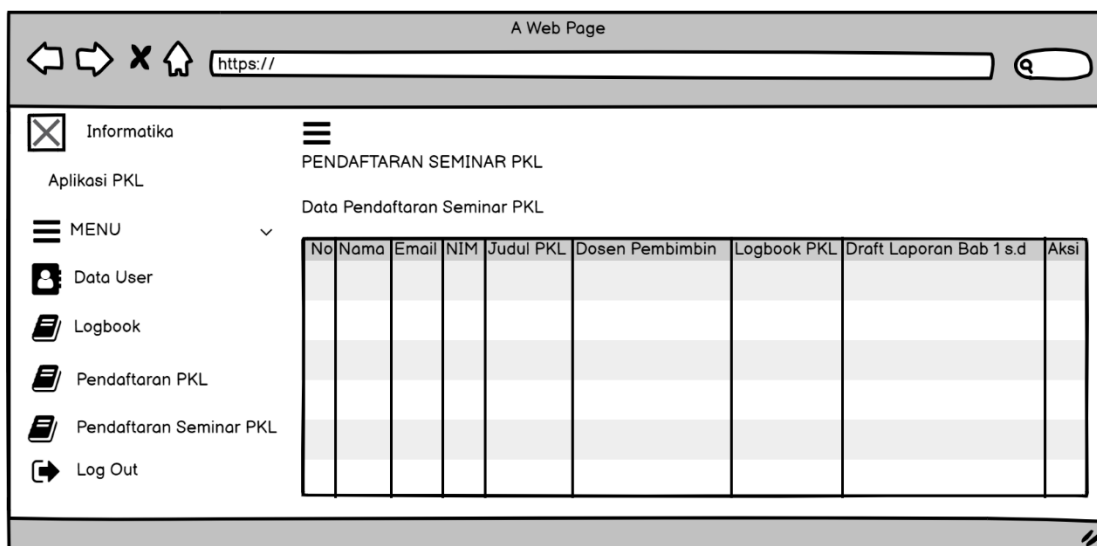 A Web Page
https://
Informatika
Aplikasi PKL
MENU
Data User
Logbook
Pendaftaran PKL
Pendaftaran Seminar PKL
Log Out
PENDAFTARAN SEMINAR PKL
Data Pendaftaran Seminar PKL
No Nama Email NIM Judul PKL Dosen Pembimbin Logbook PKL Draft Laporan Bab 1 s.d Aksi